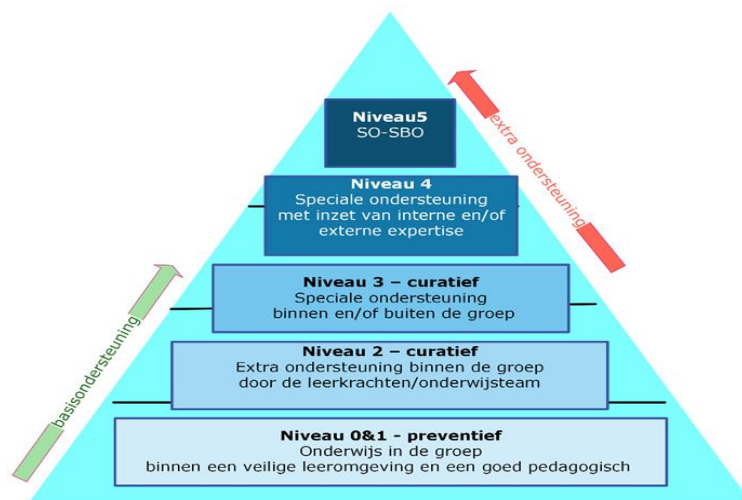 Niveau5
SO-SBO
Niveau 4
Speciale ondersteuning
met inzet van interne en/of
externe expertise
extra ondersteuning
Niveau 3 – curatief
Speciale ondersteuning
binnen en/of buiten de groep
Niveau 2 – curatief
Extra ondersteuning binnen de groep
door de leerkrachten/onderwijsteam
basisondersteuning
Niveau 0&1 - preventief
Onderwijs in de groep
binnen een veilige leeromgeving en een goed pedagogisch